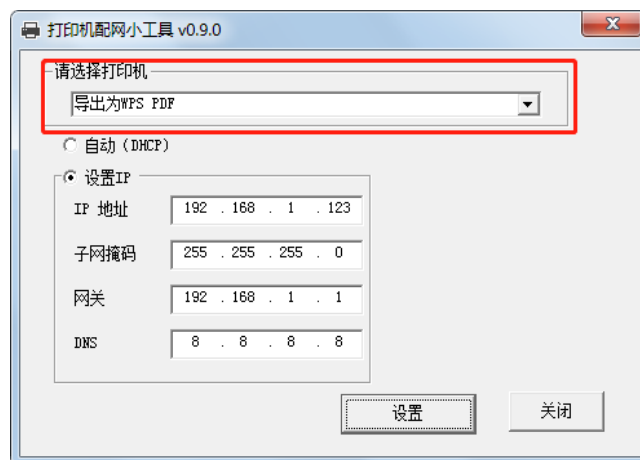 打印机配网小工具 v0.9.0
请选择打印机
导出为WPS PDF
自动（DHCP）
设置IP
IP 地址 192 . 168 . 1 . 123
子网掩码 255 . 255 . 255 . 0
网关 192 . 168 . 1 . 1
DNS 8 . 8 . 8 . 8
设置 关闭